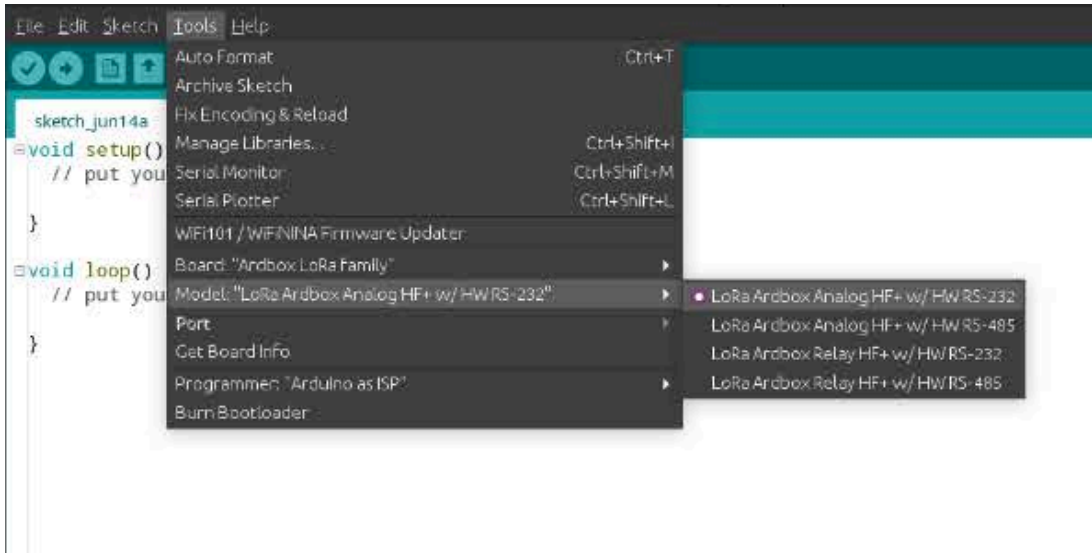 File Edit Sketch Tools Help
Auto Format Ctrl+T
Archive Sketch
Fix Encoding & Reload
Manage Libraries... Ctrl+Shift+I
Serial Monitor Ctrl+Shift+M
Serial Plotter Ctrl+Shift+L
WiFi101 / WiFiNINA Firmware Updater
Board: "Ardbox LoRa family"
Model: "LoRa Ardbox Analog HF+ w/ HW RS-232"
Port
Get Board Info
Programmer: "Arduino as ISP"
Burn Bootloader
LoRa Ardbox Analog HF+ w/ HW RS-232
LoRa Ardbox Analog HF+ w/ HW RS-485
LoRa Ardbox Relay HF+ w/ HW RS-232
LoRa Ardbox Relay HF+ w/ HW RS-485
sketch_jun14a
void setup()
// put you
}
void loop()
// put you
}